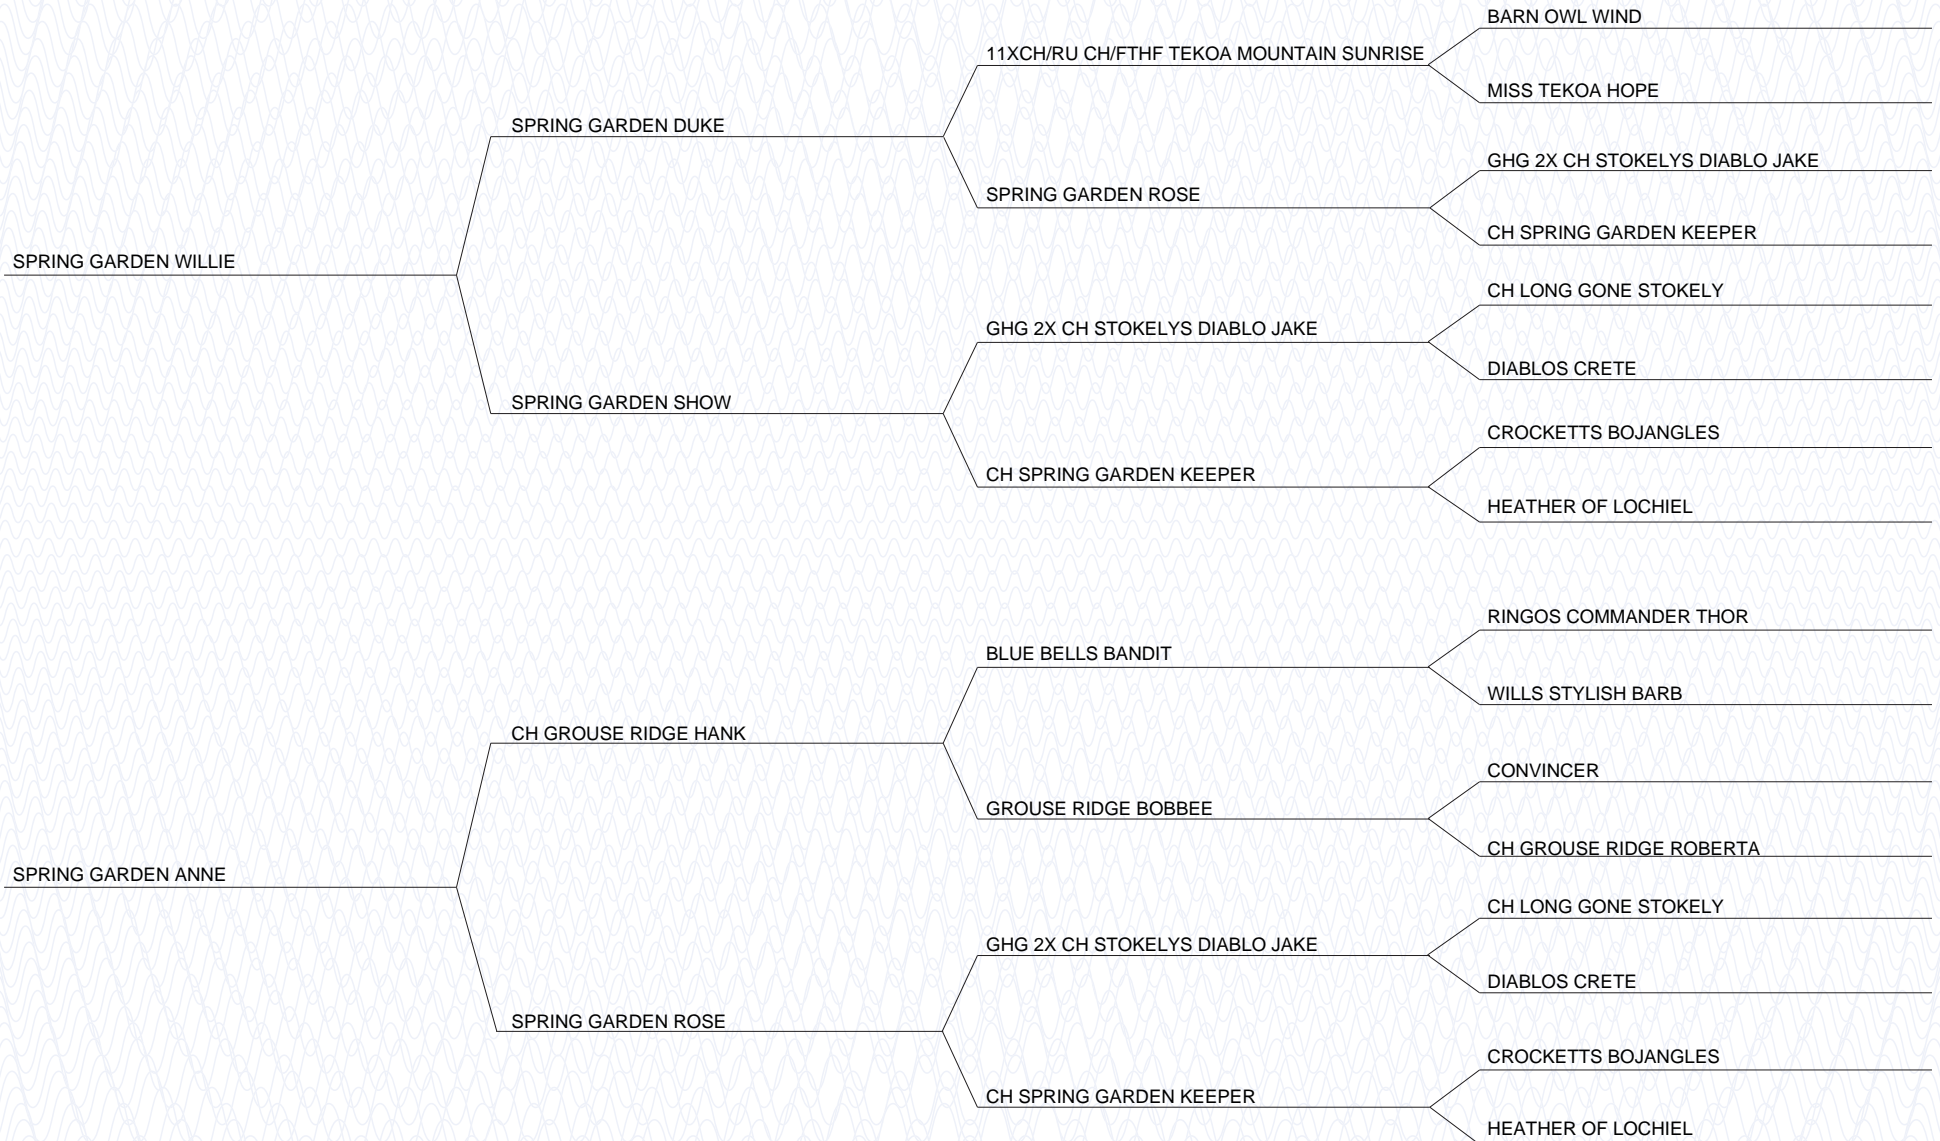 BARN OWL WIND
11XCH/RU CH/FTHF TEKOA MOUNTAIN SUNRISE
MISS TEKOA HOPE
SPRING GARDEN DUKE
GHG 2X CH STOKELYS DIABLO JAKE
SPRING GARDEN ROSE
CH SPRING GARDEN KEEPER
SPRING GARDEN WILLIE
CH LONG GONE STOKELY
GHG 2X CH STOKELYS DIABLO JAKE
DIABLOS CRETE
SPRING GARDEN SHOW
CROCKETTS BOJANGLES
CH SPRING GARDEN KEEPER
HEATHER OF LOCHIEL
RINGOS COMMANDER THOR
BLUE BELLS BANDIT
WILLS STYLISH BARB
CH GROUSE RIDGE HANK
CONVINCER
GROUSE RIDGE BOBBEE
CH GROUSE RIDGE ROBERTA
SPRING GARDEN ANNE
CH LONG GONE STOKELY
GHG 2X CH STOKELYS DIABLO JAKE
DIABLOS CRETE
SPRING GARDEN ROSE
CROCKETTS BOJANGLES
CH SPRING GARDEN KEEPER
HEATHER OF LOCHIEL